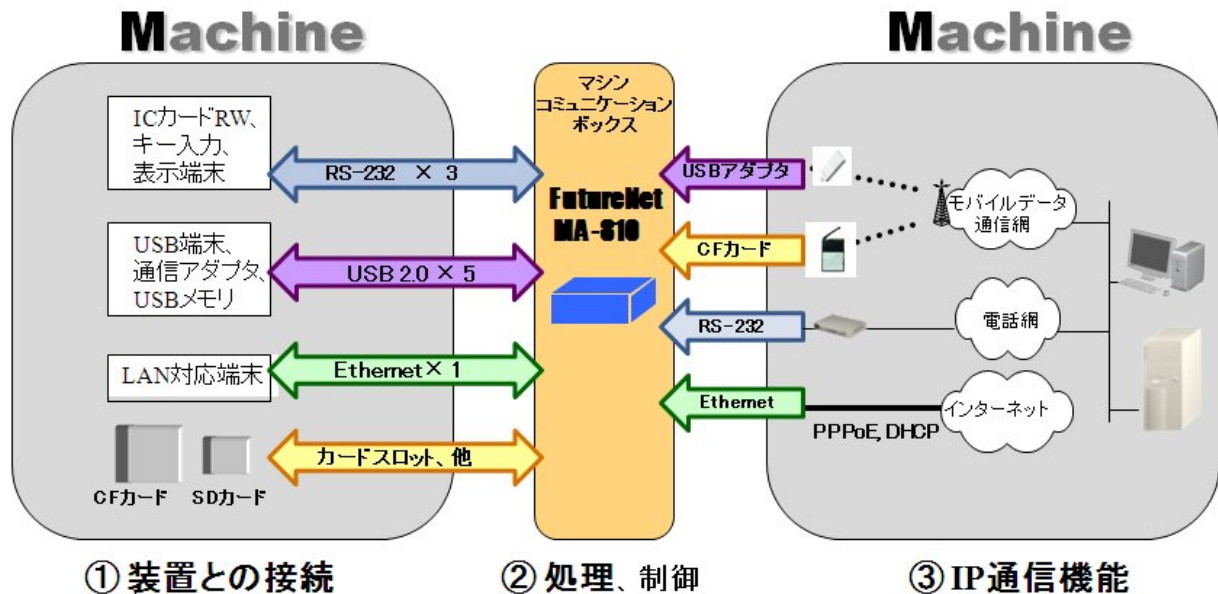 Machine
ICカードRW、
キー入力、
表示端末
RS-232 × 3
USB端末、
通信アダプタ、
USBメモリ
USB 2.0 × 5
LAN対応端末
Ethernet × 1
カードスロット、他
CFカード
SDカード
①装置との接続
マシン
コミュニケーション
ボックス
FutureNet
MA-810
②処理、制御
Machine
USBアダプタ
モバイルデータ
通信網
CFカード
RS-232
電話網
Ethernet
インターネット
PPPoE, DHCP
③IP通信機能